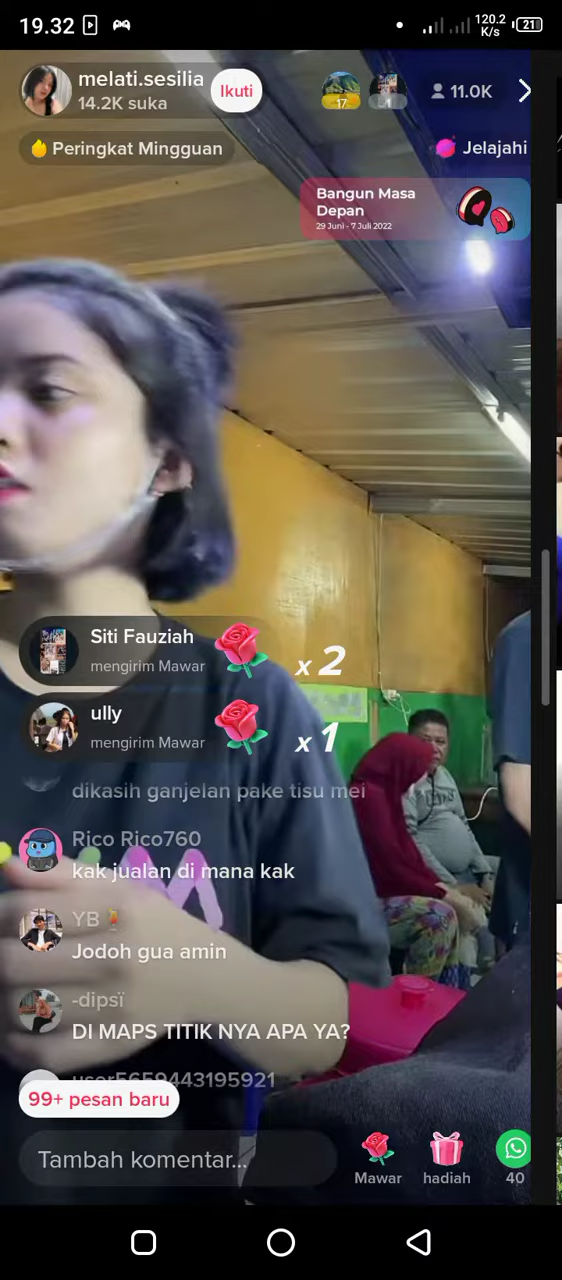 19.32
120.2
K/s
21
melati.sesilia
14.2K suka
Ikuti
17
11.0K
Peringkat Mingguan
Jelajahi
Bangun Masa
Depan
29 Juni - 7 Juli 2022
Siti Fauziah
mengirim Mawar
x 2
ully
mengirim Mawar
x 1
dikasih ganjelan pake tisu mei
Rico Rico760
kak jualan di mana kak
YB
Jodoh gua amin
-dipsï
DI MAPS TITIK NYA APA YA?
user5659443195921
99+ pesan baru
Tambah komentar...
Mawar
hadiah
40